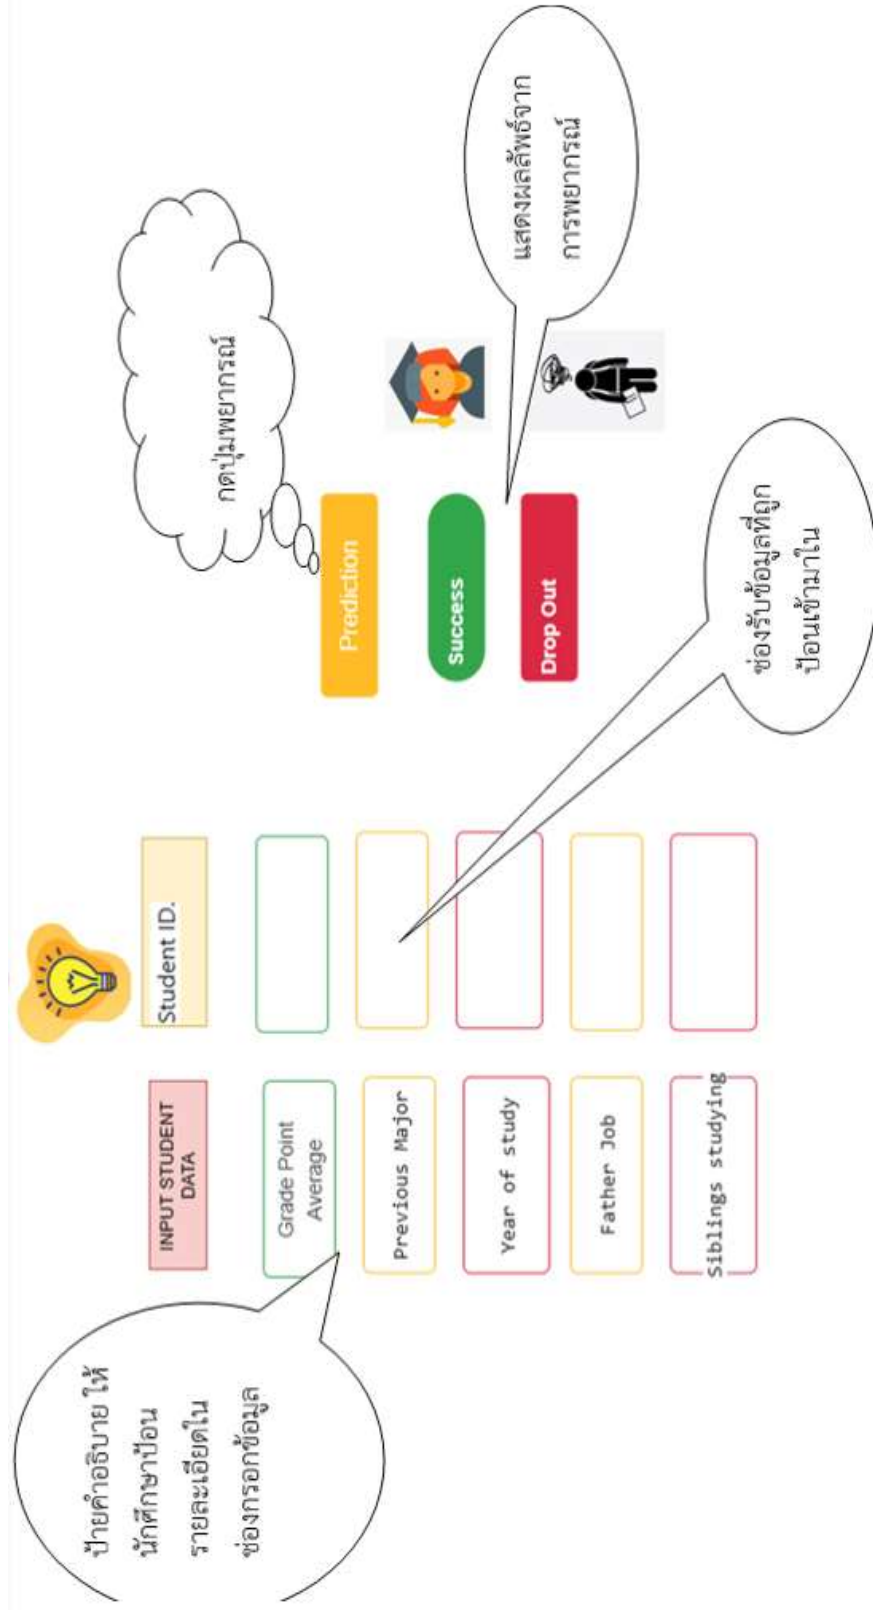 ป้ายคำอธิบาย ให้
นักศึกษาป้อน
รายละเอียดใน
ช่องกรอกข้อมูล
INPUT STUDENT
DATA
Student ID.
Grade Point
Average
Previous Major
Year of study
Father Job
Siblings studying
กดปุ่มพยากรณ์
Prediction
Success
Drop Out
แสดงผลลัพธ์จาก
การพยากรณ์
ช่องรับข้อมูลที่ถูก
ป้อนเข้ามาใน